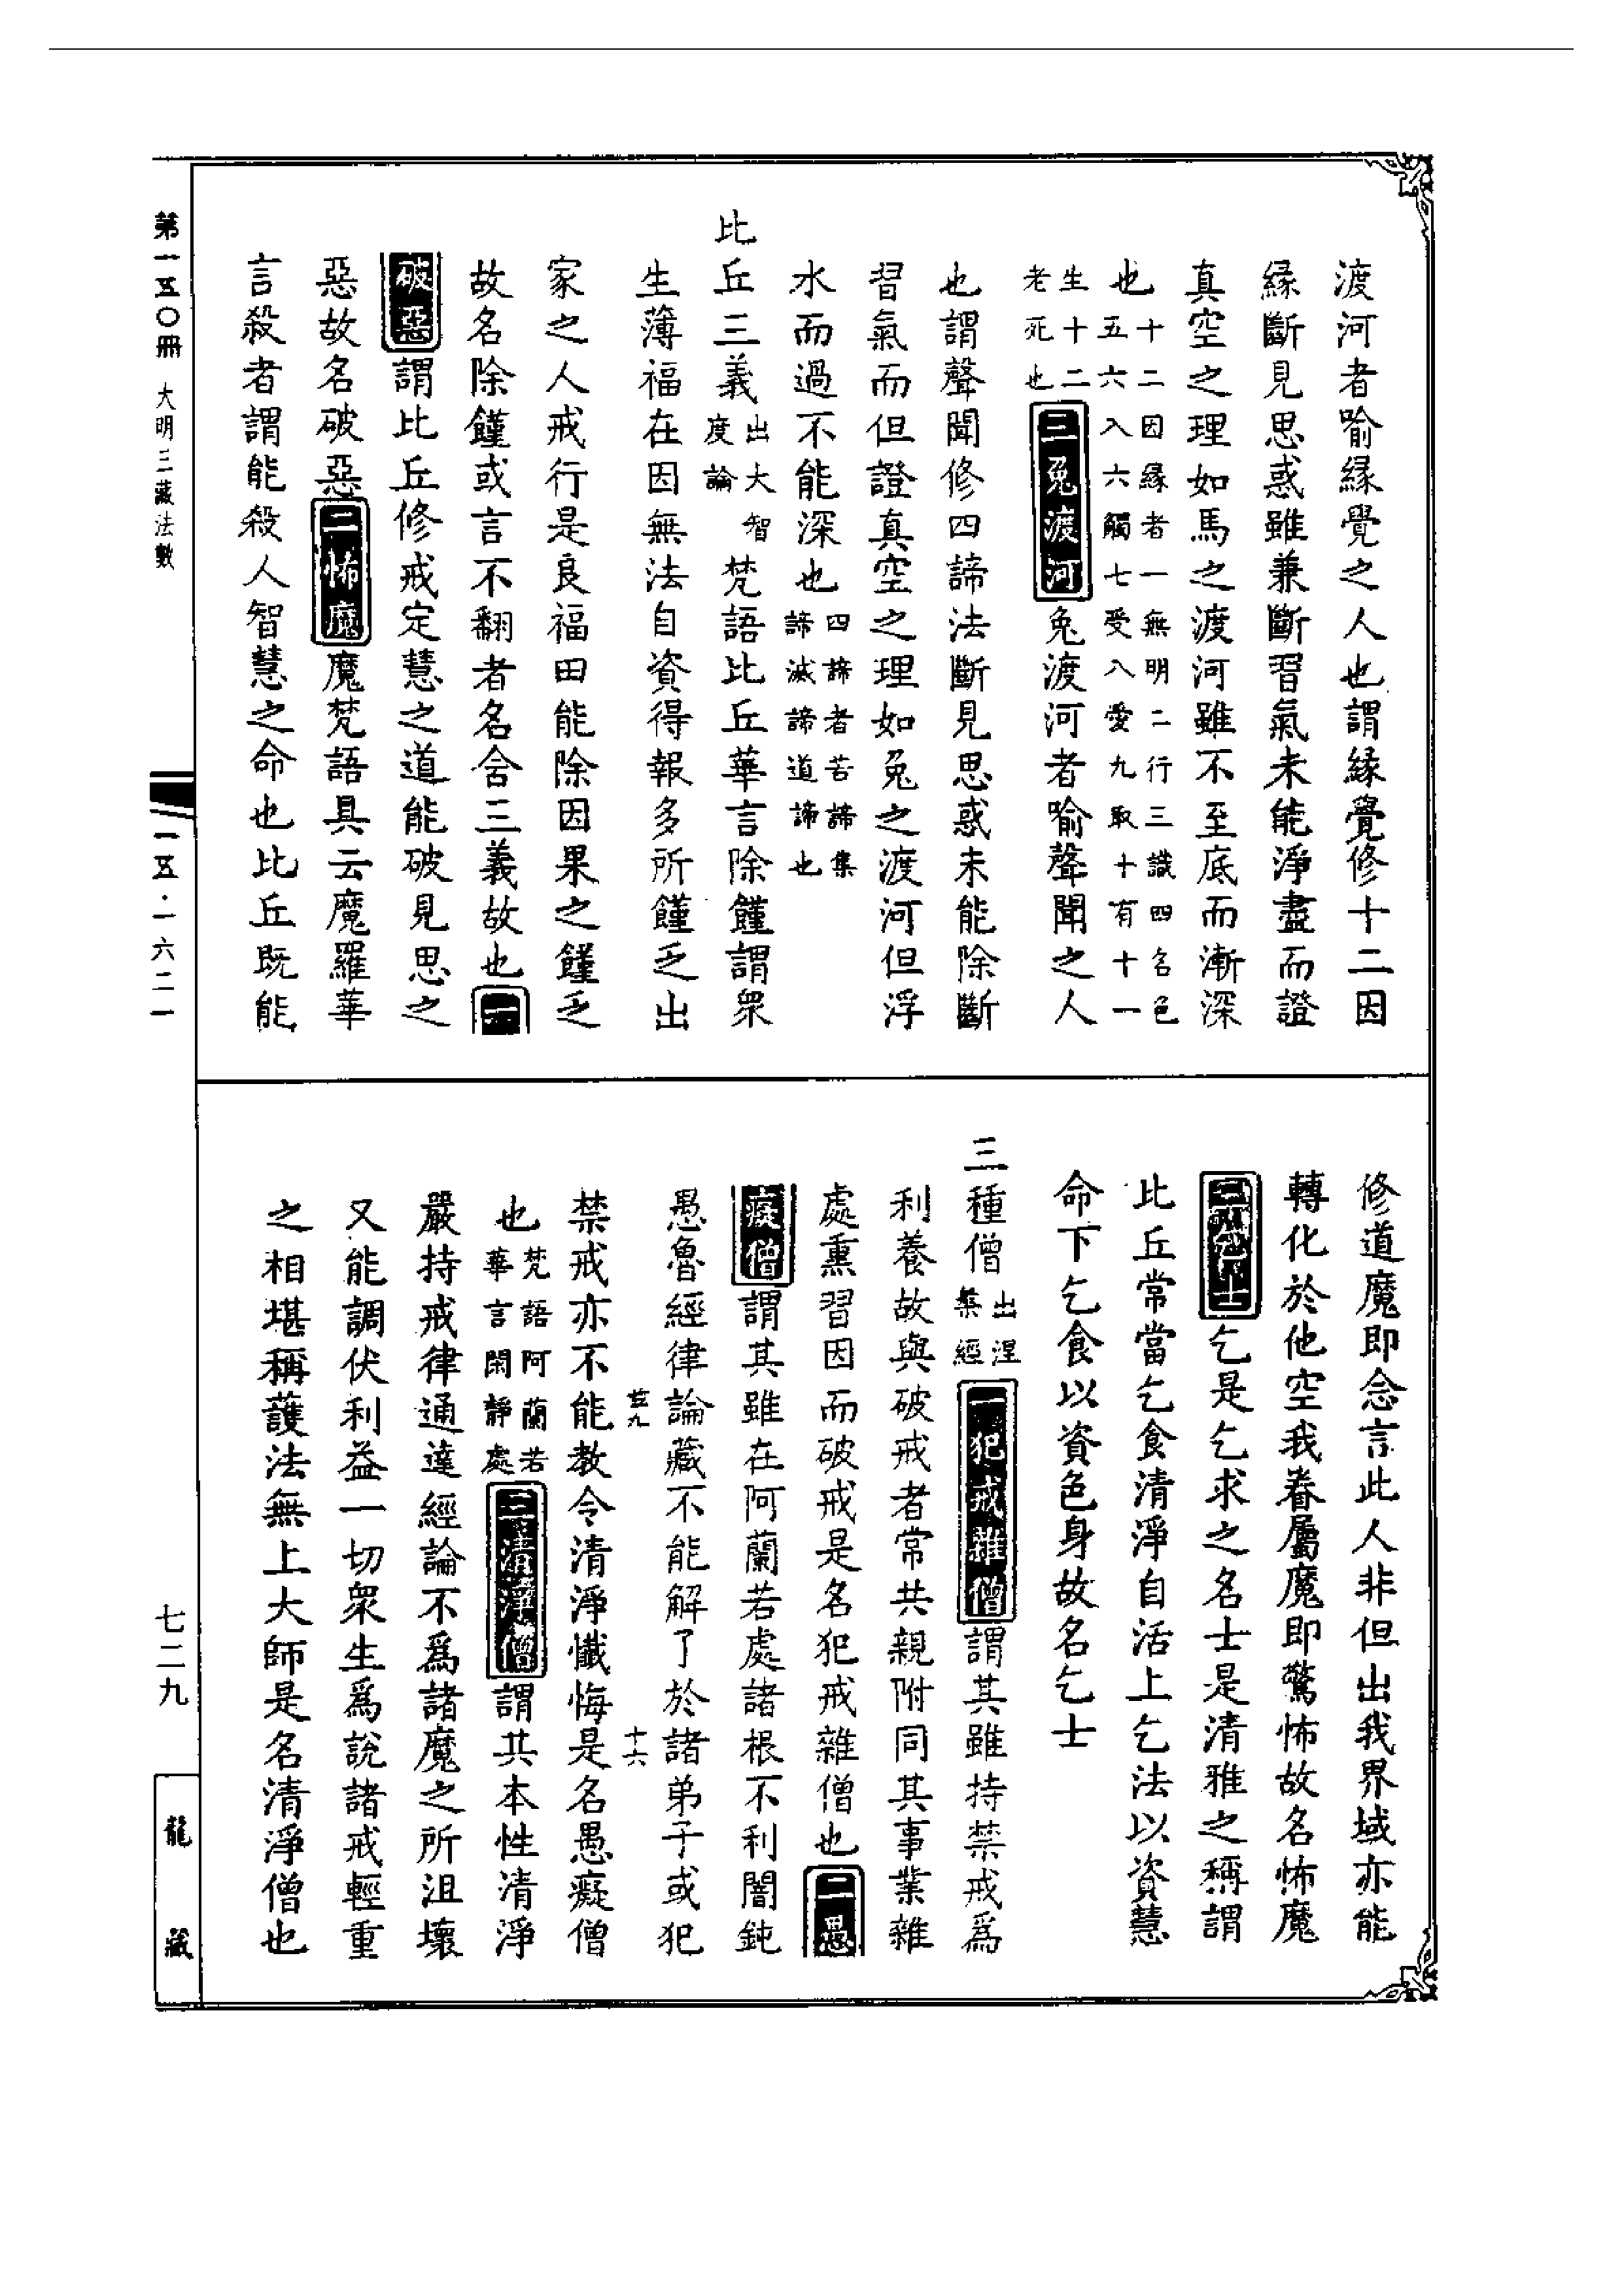 渡河者喻緣覺之人也謂緣覺修十二因
緣斷見思惑雖兼斷習氣未能淨盡而證
真空之理如馬之渡河雖不至底而漸深
也十二因緣者一無明二行三識四名色五六入六觸七受八愛九取十有十一
生十二老死也三兔渡河兔渡河者喻聲聞之人
也謂聲聞修四諦法斷見思惑未能除斷
習氣而但證真空之理如兔之渡河但浮
水而過不能深也四諦者苦諦集諦滅諦道諦也
比丘三義出大智度論梵語比丘華言除饉謂衆
生薄福在因無法自資得報多所饉乏出
家之人戒行是良福田能除因果之饉乏
故名除饉或言不翻者名含三義故也一
破惡謂比丘修戒定慧之道能破見思之
惡故名破惡二怖魔魔梵語具云魔羅華
言殺者謂能殺人智慧之命也比丘既能
修道魔即念言此人非但出我界域亦能
轉化於他空我眷屬魔即驚怖故名怖魔
三乞士乞是乞求之名士是清雅之稱謂
比丘常當乞食清淨自活上乞法以資慧
命下乞食以資色身故名乞士
三種僧出涅槃經一犯戒雜僧謂其雖持禁戒爲
利養故與破戒者常共親附同其事業雜
處熏習因而破戒是名犯戒雜僧也二愚
癡僧謂其雖在阿蘭若處諸根不利闇鈍
愚魯經律論藏不能解了於諸弟子或犯
十六
禁戒亦不能教令清淨懺悔是名愚癡僧
也梵語阿蘭若華言閑靜處三清淨僧謂其本性清淨
嚴持戒律通達經論不爲諸魔之所沮壞
又能調伏利益一切衆生爲説諸戒輕重
之相堪稱護法無上大師是名清淨僧也
第一五〇冊 大明三藏法數
一五·一六二一
七二九
龍藏